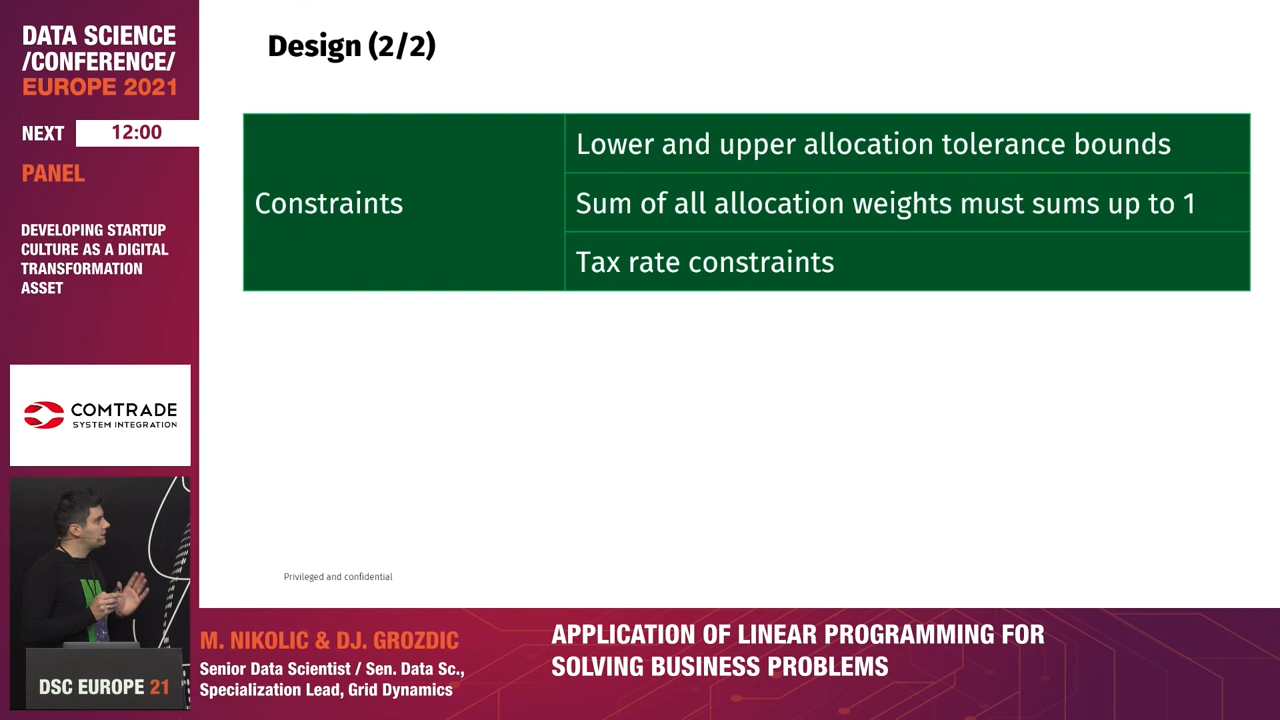 DATA SCIENCE
/CONFERENCE/
EUROPE 2021
NEXT 12:00
PANEL
DEVELOPING STARTUP
CULTURE AS A DIGITAL
TRANSFORMATION
ASSET
COMTRADE
SYSTEM INTEGRATION
DSC EUROPE 21
Design (2/2)
Constraints
Lower and upper allocation tolerance bounds
Sum of all allocation weights must sums up to 1
Tax rate constraints
Privileged and confidential
M. NIKOLIC & DJ. GROZDIC
Senior Data Scientist / Sen. Data Sc.,
Specialization Lead, Grid Dynamics
APPLICATION OF LINEAR PROGRAMMING FOR
SOLVING BUSINESS PROBLEMS